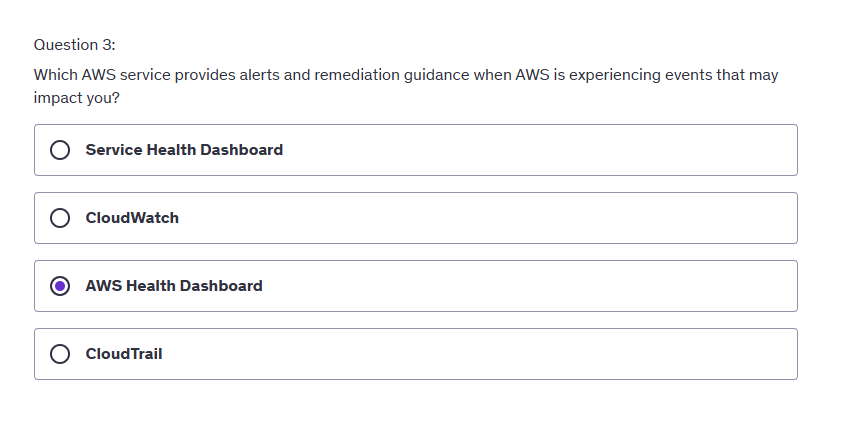 Question 3:
Which AWS service provides alerts and remediation guidance when AWS is experiencing events that may
impact you?
Service Health Dashboard
CloudWatch
AWS Health Dashboard
CloudTrail